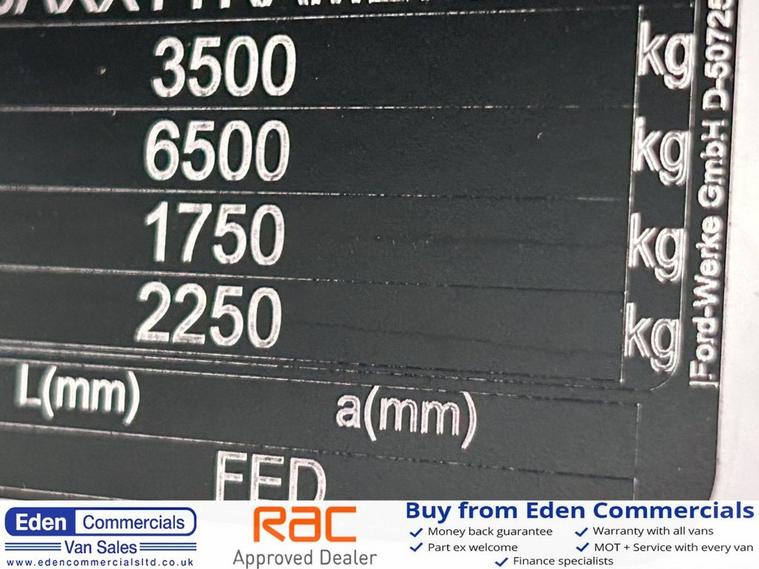 3500 kg
6500 kg
1750 kg
2250 kg
L(mm) a(mm)
FED
Ford-Werke GmbH D-50725
Eden Commercials
Van Sales
www.edencommercialsltd.co.uk
RAC
Approved Dealer
Buy from Eden Commercials
Money back guarantee
Warranty with all vans
Part ex welcome
MOT + Service with every van
Finance specialists